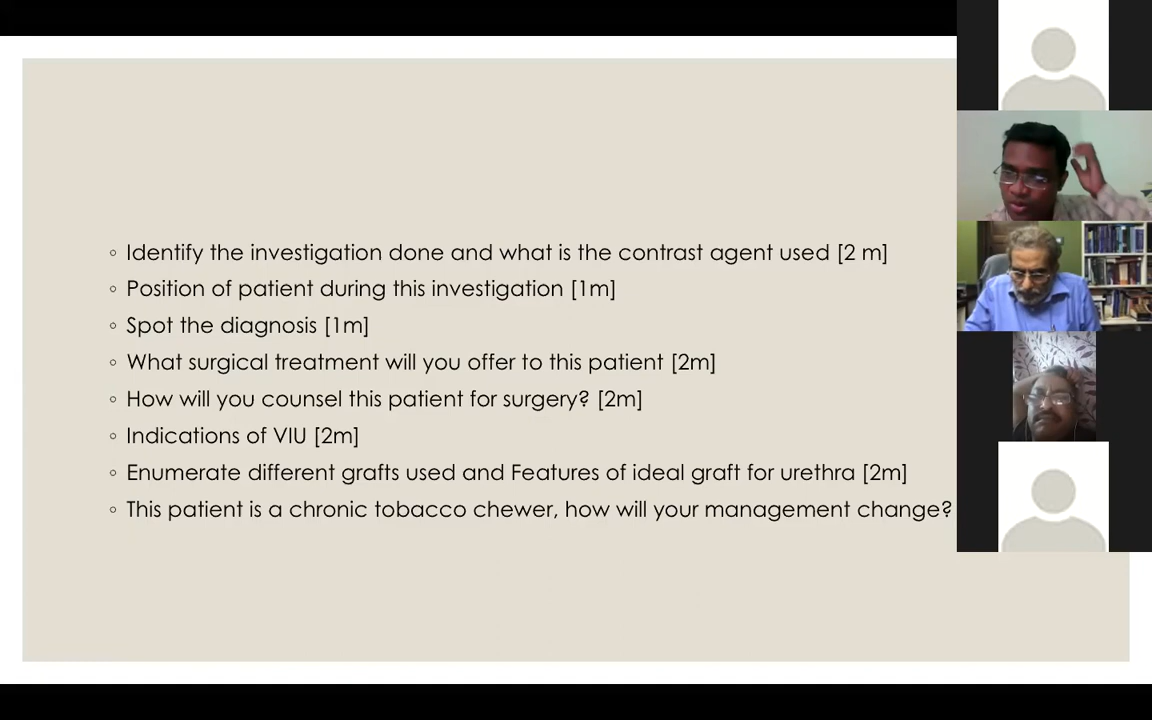 ◦ Identify the investigation done and what is the contrast agent used [2 m]
◦ Position of patient during this investigation [1m]
◦ Spot the diagnosis [1m]
◦ What surgical treatment will you offer to this patient [2m]
◦ How will you counsel this patient for surgery? [2m]
◦ Indications of VIU [2m]
◦ Enumerate different grafts used and Features of ideal graft for urethra [2m]
◦ This patient is a chronic tobacco chewer, how will your management change?